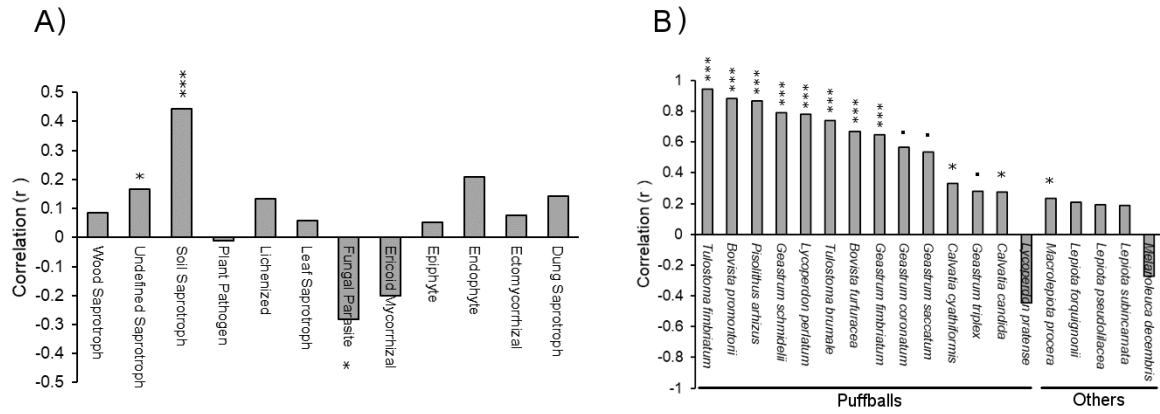 A)
Correlation (r )
0.5
0.4
0.3
0.2
0.1
0
-0.1
-0.2
-0.3
-0.4
-0.5
*
***
*
Wood Saprotroph
Undefined Saprotroph
Soil Saprotroph
Plant Pathogen
Lichenized
Leaf Saprotroph
Fungal Parasite
Ericoid Mycorrhizal
Epiphyte
Endophyte
Ectomycorrhizal
Dung Saprotroph
B)
Correlation (r )
1
0.8
0.6
0.4
0.2
0
-0.2
-0.4
-0.6
-0.8
-1
***
***
***
***
***
***
***
***
.
.
*
.
*
*
Tulostoma fimbriatum
Bovista promontorii
Pisolithus arhizus
Geastrum schmidelii
Lycoperdon perlatum
Tulostoma brumale
Bovista furfuracea
Geastrum fimbriatum
Geastrum coronatum
Geastrum saccatum
Calvatia cyathiformis
Geastrum triplex
Calvatia candida
Lycoperdon pratense
Macrolepiota procera
Lepiota forquignonii
Lepiota pseudolilacea
Lepiota subincarnata
Melanoleuca decembris
Puffballs
Others